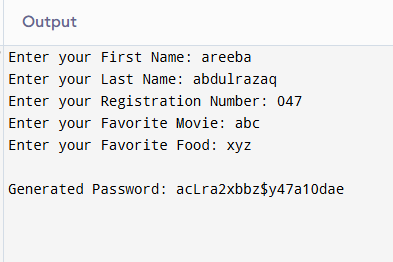 Output
Enter your First Name: areeba
Enter your Last Name: abdulrazaq
Enter your Registration Number: 047
Enter your Favorite Movie: abc
Enter your Favorite Food: xyz
Generated Password: acLra2xbbz$y47a10dae